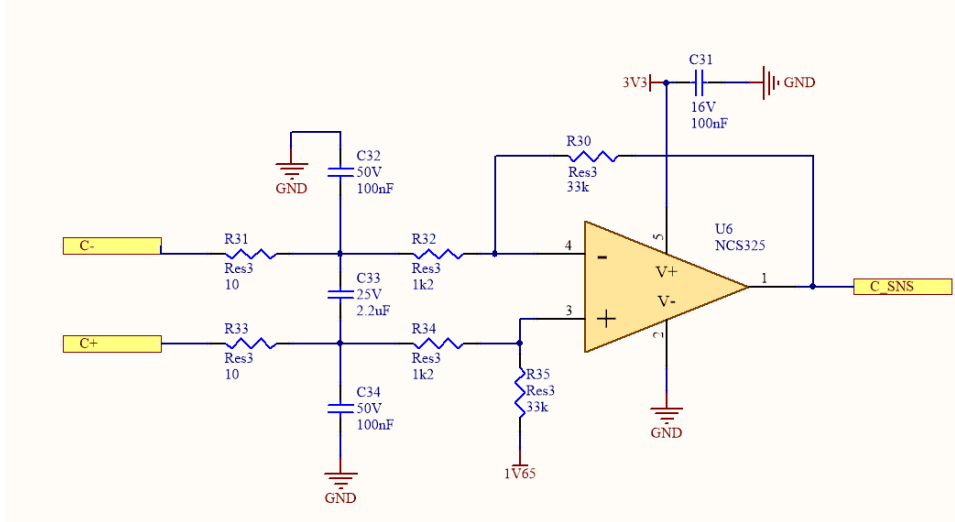 C31
3V3
GND
16V
100nF
R30
Res3
33k
C32
50V
100nF
GND
U6
NCS325
C-
R31
Res3
10
R32
Res3
1k2
4
-
5
V+
1
C_SNS
C33
25V
2.2uF
V-
2
C+
R33
Res3
10
R34
Res3
1k2
3
+
R35
Res3
33k
C34
50V
100nF
GND
1V65
GND